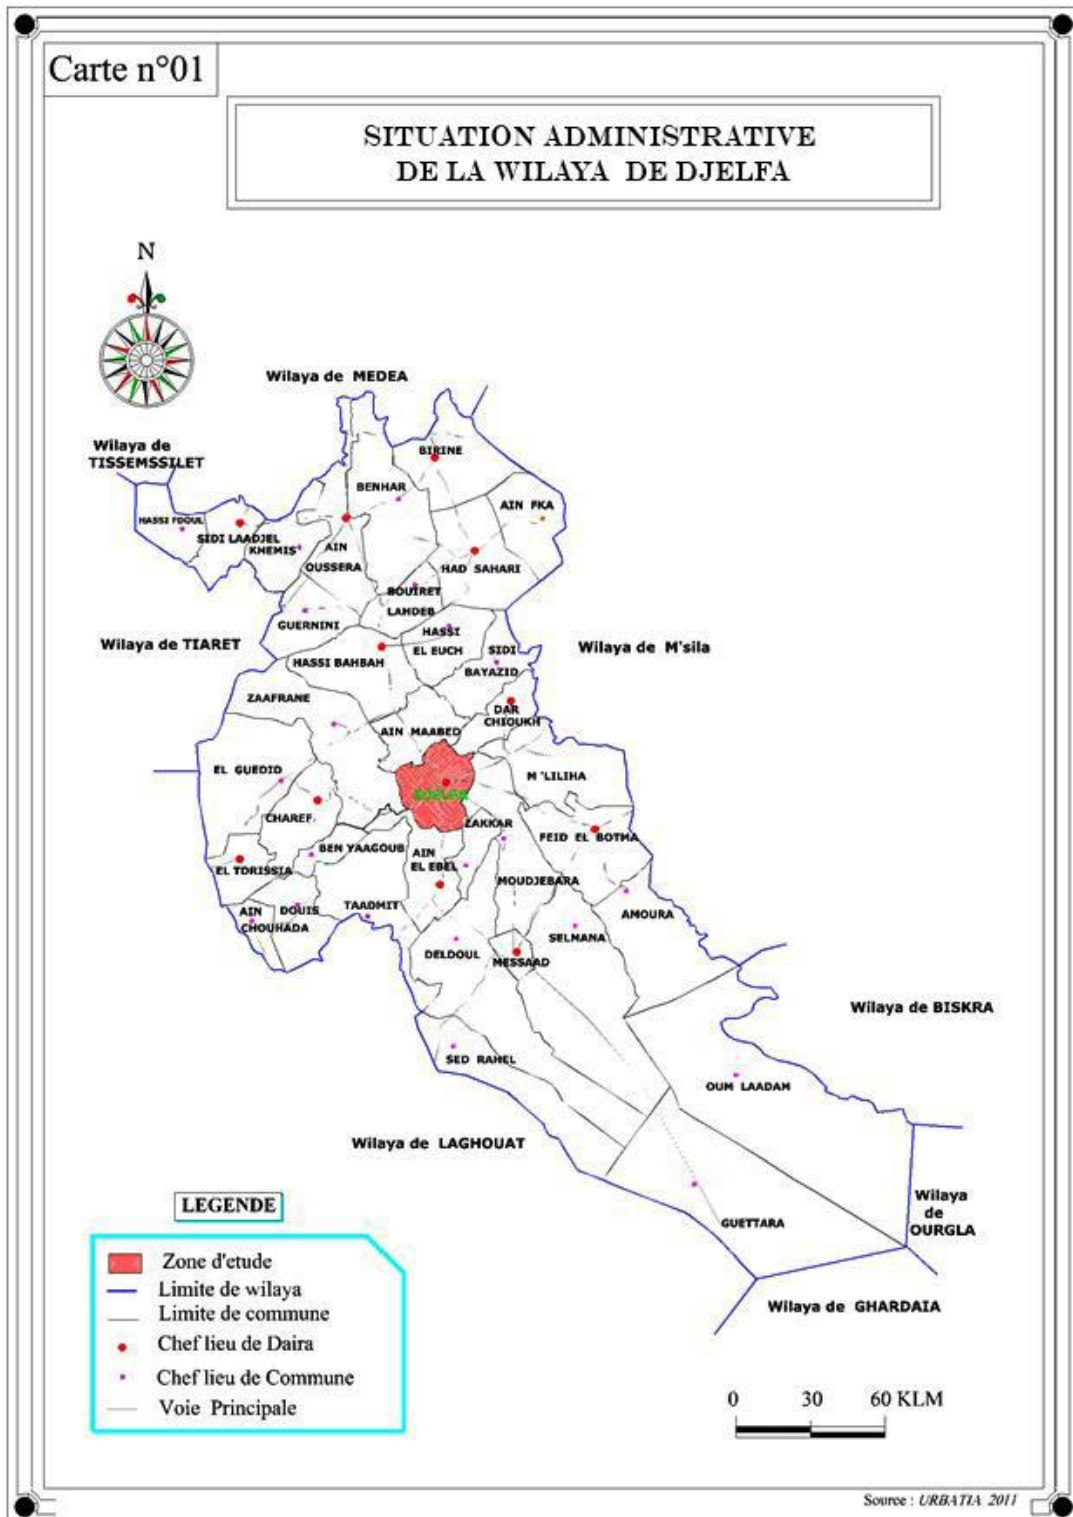 Carte n°01
SITUATION ADMINISTRATIVE
DE LA WILAYA DE DJELFA
N
Wilaya de MEDEA
Wilaya de
TISSEMSSILET
BIRINE
BENHAR
AIN FKA
HASSI FDOUL
SIDI LAADJEL
KHEMIS
AIN
OUSSERA
HAD SAHARI
BOUIRET
LAHDEB
GUERNINI
HASSI
EL EUCH
Wilaya de TIARET
Wilaya de M'sila
HASSI BAHBAH
SIDI
BAYAZID
ZAAFRANE
DAR
CHIOUKH
AIN MAABED
EL GUEDID
M 'LILIHA
DJELFA
CHAREF
ZAKKAR
FEID EL BOTMA
BEN YAAGOUB
AIN
EL EBEL
EL IDRISSIA
MOUDJEBARA
AIN
CHOUHADA
DOUIS
TAADMIT
AMOURA
SELMANA
DELDOUL
MESSAAD
Wilaya de BISKRA
SED RAHEL
OUM LAADAM
Wilaya de LAGHOUAT
GUETTARA
Wilaya
de
OURGLA
Wilaya de GHARDAIA
LEGENDE
Zone d'etude
Limite de wilaya
Limite de commune
Chef lieu de Daira
Chef lieu de Commune
Voie Principale
0 30 60 KLM
Source : URBATIA 2011